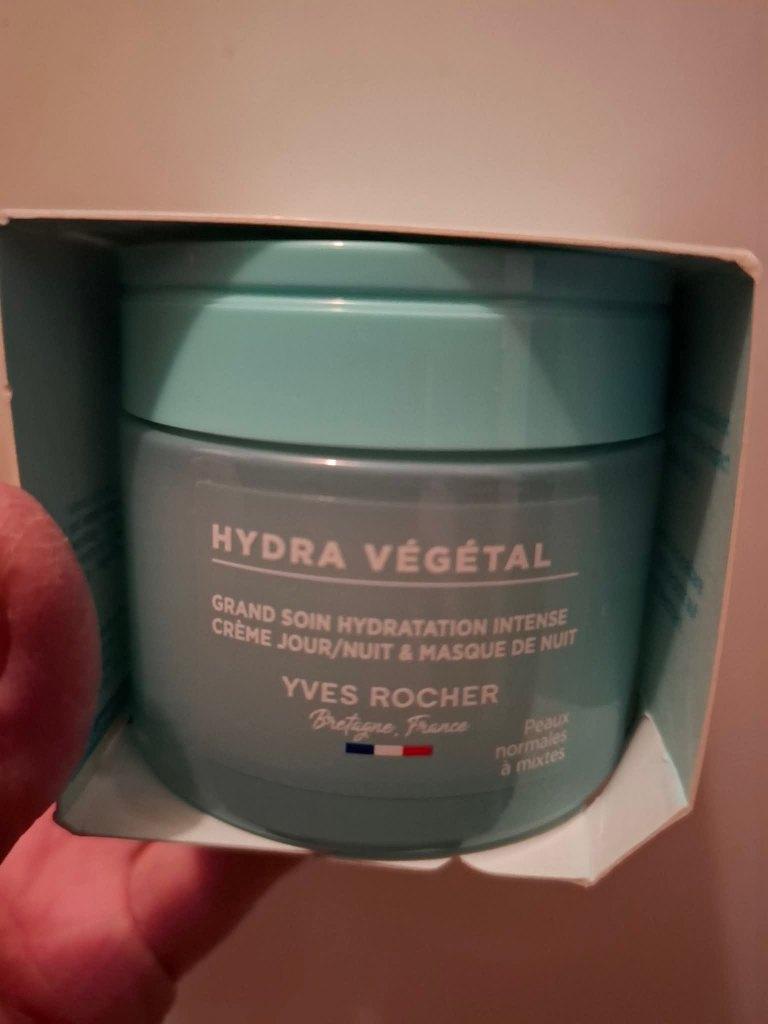 HYDRA VÉGÉTAL
GRAND SOIN HYDRATATION INTENSE
CRÈME JOUR/NUIT & MASQUE DE NUIT
YVES ROCHER
Bretagne, France
Peaux
normales
à mixtes